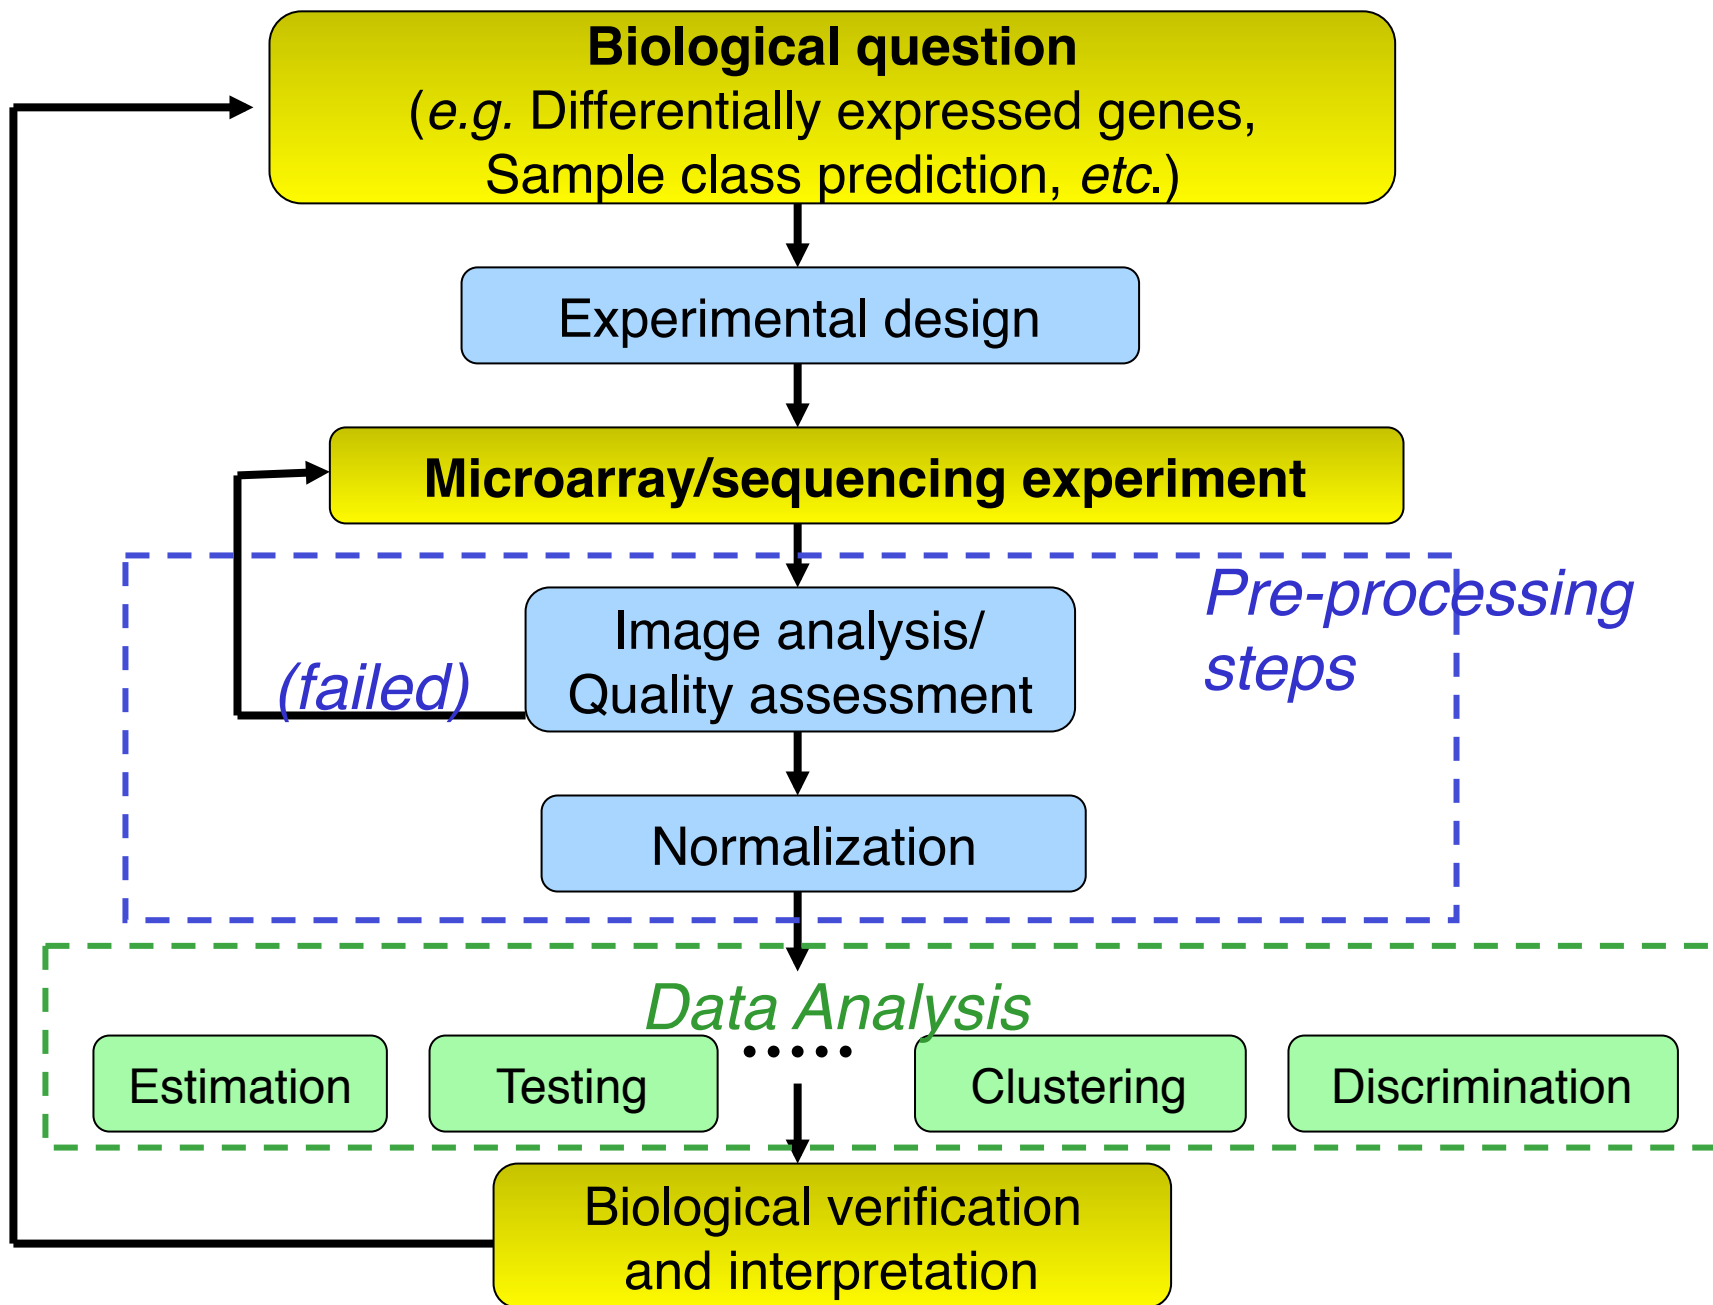 Biological question
(e.g. Differentially expressed genes,
Sample class prediction, etc.)
Experimental design
Microarray/sequencing experiment
Pre-processing
steps
Image analysis/
Quality assessment
(failed)
Normalization
Data Analysis
.....
Estimation
Testing
Clustering
Discrimination
Biological verification
and interpretation